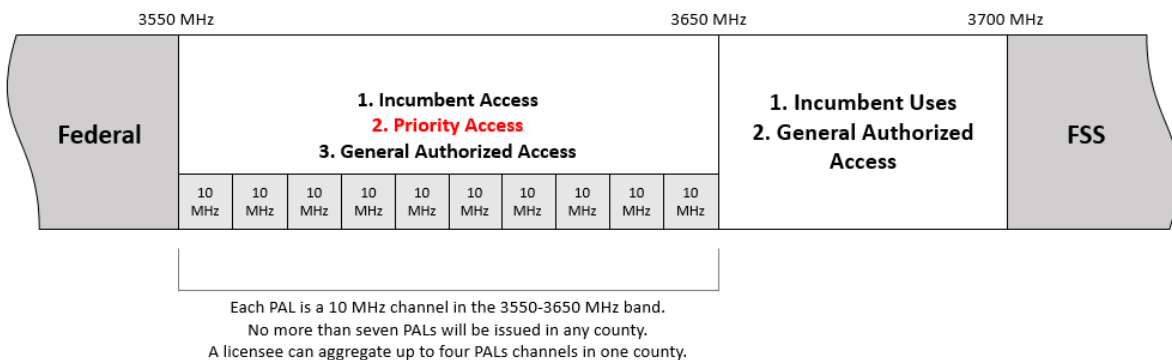 3550 MHz
3650 MHz
3700 MHz
Federal
1. Incumbent Access
2. Priority Access
3. General Authorized Access
10
MHz
10
MHz
10
MHz
10
MHz
10
MHz
10
MHz
10
MHz
10
MHz
10
MHz
10
MHz
1. Incumbent Uses
2. General Authorized
Access
FSS
Each PAL is a 10 MHz channel in the 3550-3650 MHz band.
No more than seven PALs will be issued in any county.
A licensee can aggregate up to four PALs channels in one county.